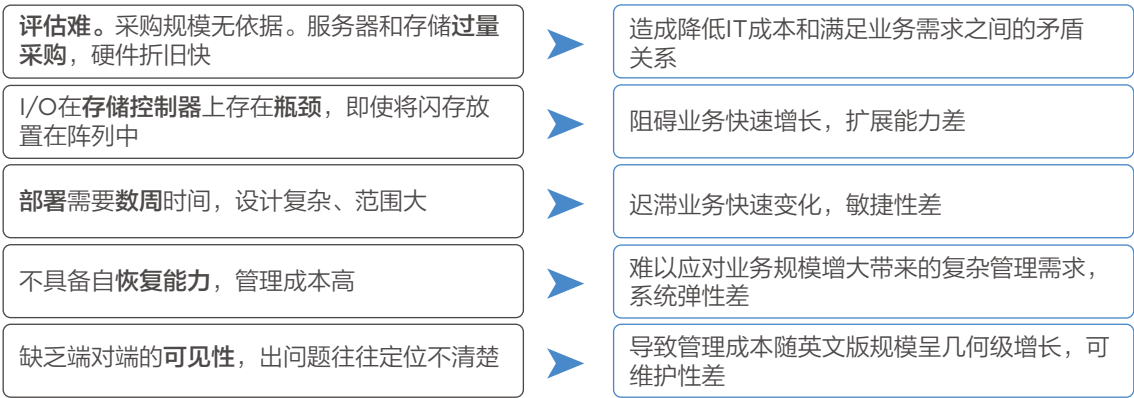 评估难。采购规模无依据。服务器和存储过量
采购，硬件折旧快
造成降低IT成本和满足业务需求之间的矛盾
关系
I/O在存储控制器上存在瓶颈，即使将闪存放
置在阵列中
阻碍业务快速增长，扩展能力差
部署需要数周时间，设计复杂、范围大
迟滞业务快速变化，敏捷性差
不具备自恢复能力，管理成本高
难以应对业务规模增大带来的复杂管理需求，
系统弹性差
缺乏端对端的可见性，出问题往往定位不清楚
导致管理成本随英文版规模呈几何级增长，可
维护性差